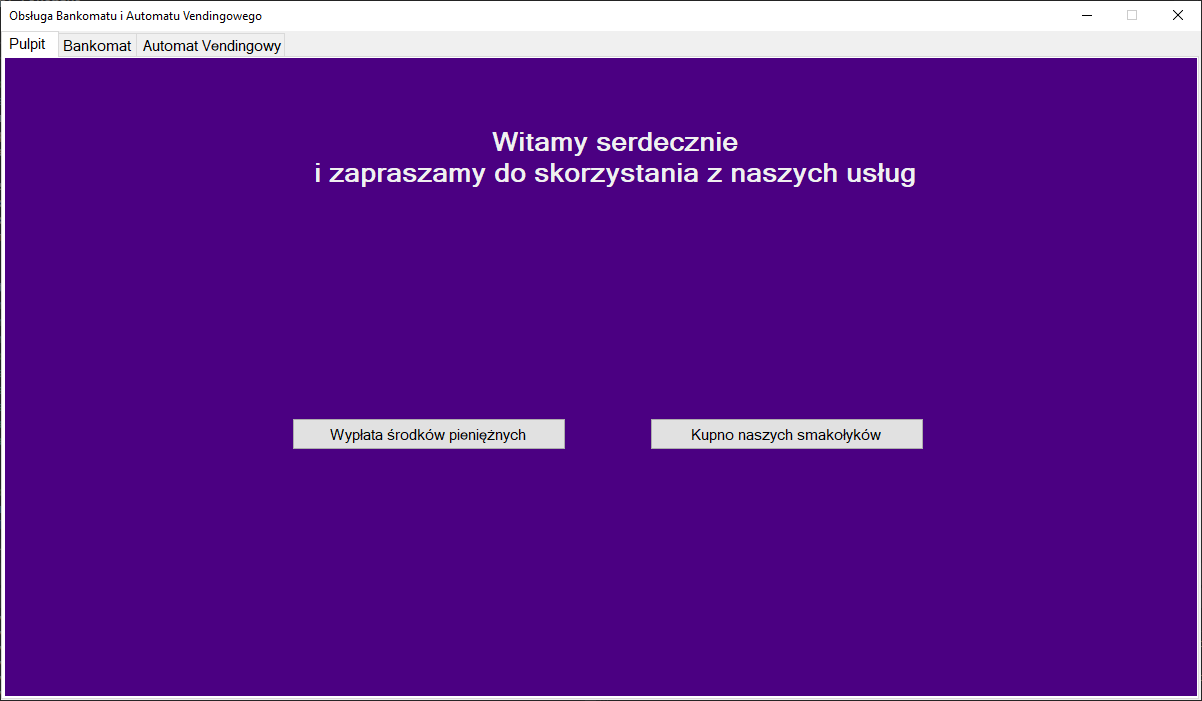 Obsługa Bankomatu i Automatu Vendingowego
Pulpit Bankomat Automat Vendingowy
Witamy serdecznie
i zapraszamy do skorzystania z naszych usług
Wypłata środków pieniężnych Kupno naszych smakołyków